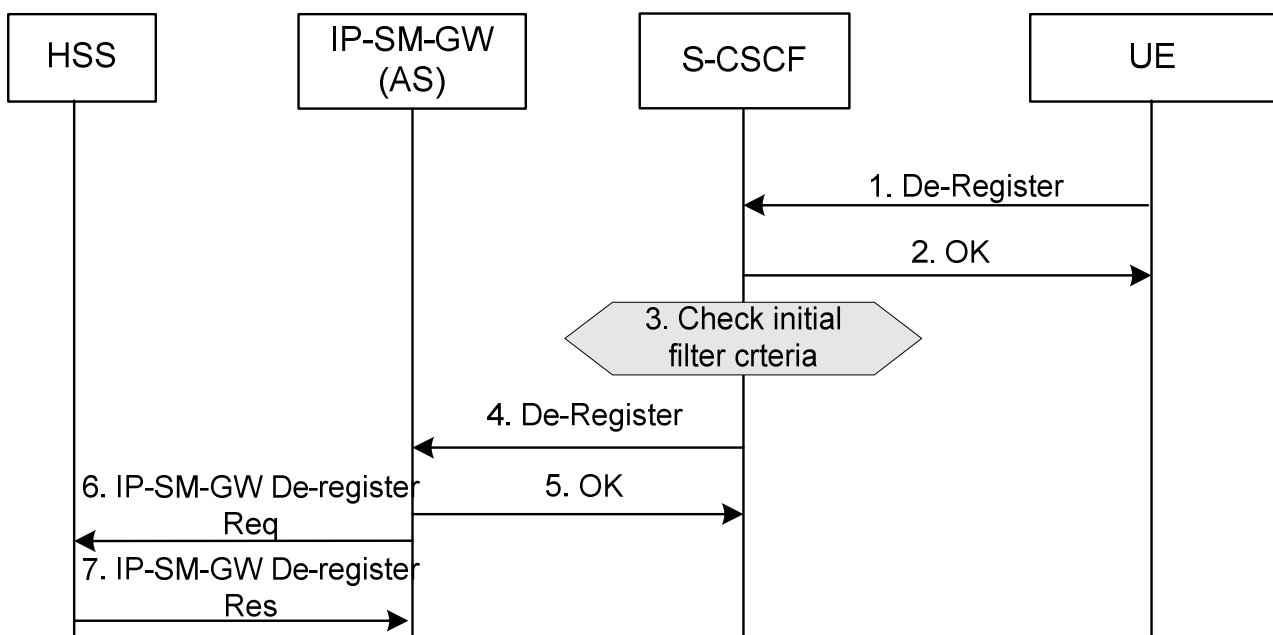 HSS
IP-SM-GW
(AS)
S-CSCF
UE
1. De-Register
2. OK
3. Check initial
filter crteria
4. De-Register
5. OK
6. IP-SM-GW De-register
Req
7. IP-SM-GW De-register
Res